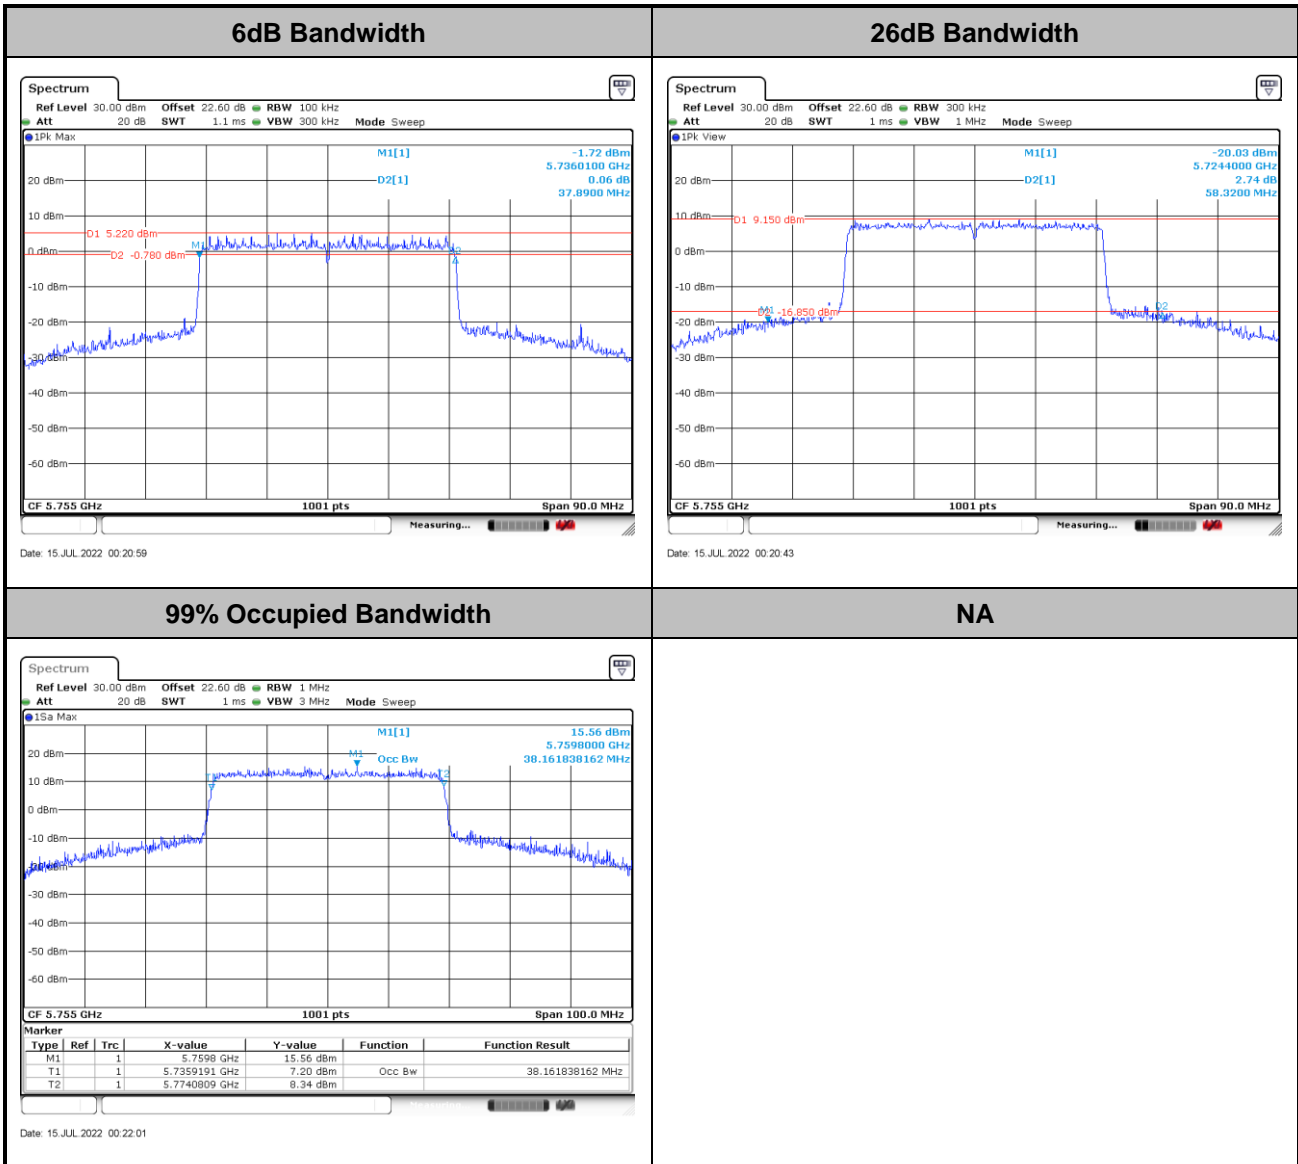 6dB Bandwidth
26dB Bandwidth
Spectrum
Ref Level 30.00 dBm Offset 22.60 dB RBW 100 kHz
Att 20 dB SWT 1.1 ms VBW 300 kHz Mode Sweep
1Pk Max
M1[1] -1.72 dBm
5.7360100 GHz
20 dBm D2[1] 0.06 dB
37.8900 MHz
10 dBm
D1 5.220 dBm
M1
D2
0 dBm
D2 -0.780 dBm
-10 dBm
-20 dBm
-30 dBm
-40 dBm
-50 dBm
-60 dBm
CF 5.755 GHz 1001 pts Span 90.0 MHz
Measuring...
Date: 15.JUL.2022 00:20:59
Spectrum
Ref Level 30.00 dBm Offset 22.60 dB RBW 300 kHz
Att 20 dB SWT 1 ms VBW 1 MHz Mode Sweep
1Pk View
M1[1] -20.03 dBm
5.7244000 GHz
20 dBm D2[1] 2.74 dB
58.3200 MHz
10 dBm
D1 9.150 dBm
0 dBm
-10 dBm
M1
D2 -16.850 dBm
D2
-20 dBm
-30 dBm
-40 dBm
-50 dBm
-60 dBm
CF 5.755 GHz 1001 pts Span 90.0 MHz
Measuring...
Date: 15.JUL.2022 00:20:43
99% Occupied Bandwidth
NA
Spectrum
Ref Level 30.00 dBm Offset 22.60 dB RBW 1 MHz
Att 20 dB SWT 1 ms VBW 3 MHz Mode Sweep
1Sa Max
M1[1] 15.56 dBm
5.7598000 GHz
20 dBm M1 Occ Bw 38.161838162 MHz
T1
T2
10 dBm
0 dBm
-10 dBm
-20 dBm
-30 dBm
-40 dBm
-50 dBm
-60 dBm
CF 5.755 GHz 1001 pts Span 100.0 MHz
Marker
Type Ref Trc X-value Y-value Function Function Result
M1 1 5.7598 GHz 15.56 dBm
T1 1 5.7359191 GHz 7.20 dBm Occ Bw 38.161838162 MHz
T2 1 5.7740809 GHz 8.34 dBm
Measuring...
Date: 15.JUL.2022 00:22:01